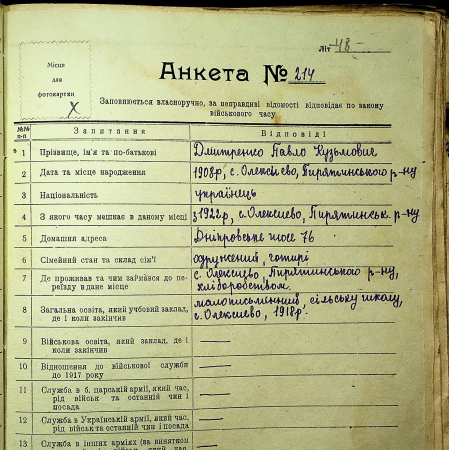 Літ 48-
Місце
для
фотокартки
Х
Анкета № 214
Заповнюється власноручно, за неправдиві відомості відповідає по закону
військового часу
№№ п-п Запитання Відповіді
1 Прізвище, ім'я та по-батькові Дмитренко Павло Кузьмович
2 Дата та місце народження 1908р, с. Олексієво, Пирятинського р-ну
3 Національність українець
4 З якого часу мешкає в даному місці з 1922р, с. Олексієво, Пирятинськ. р-ну
5 Домашня адреса Дніпровське шосе 76
6 Сімейний стан та склад сім'ї одружений, чотирі
7 Де проживав та чим займався до пе- с. Олексієво, Пирятинського р-ну,
реїзду в дане місце хліборобством.
8 Загальна освіта, який учбовий заклад, малописьменний, сільську школу,
де і коли закінчив с. Олексієво, 1918р.
9 Військова освіта, який заклад, де і —
коли закінчив
10 Відношення до військової служби —
до 1917 року
11 Служба в б. царській армії, який час, —
рід військ та останній чин і
посада
12 Служба в Українській армії, який час, —
рід військ та останній чин і посада
13 Служба в інших арміях (за винятком